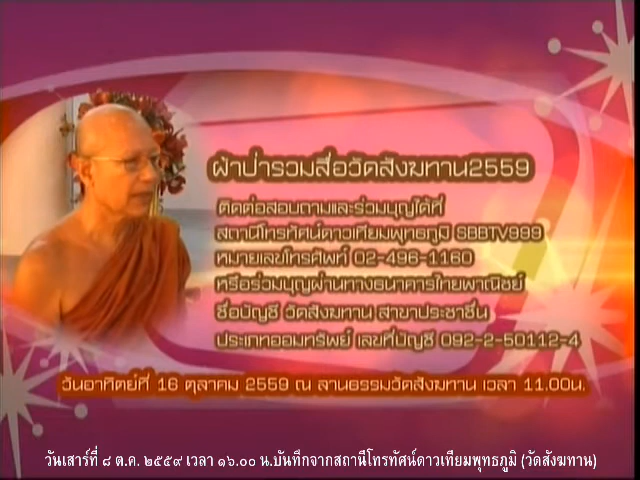 ผ้าป่ารวมสื่อวัดสังฆทาน2559
ติดต่อสอบถามและร่วมบุญได้ที่
สถานีโทรทัศน์ดาวเทียมพุทธภูมิ SBBTV999
หมายเลขโทรศัพท์ 02-496-1160
หรือร่วมบุญผ่านทางธนาคารไทยพาณิชย์
ชื่อบัญชี วัดสังฆทาน สาขาประชาชื่น
ประเภทออมทรัพย์ เลขที่บัญชี 092-2-50112-4
วันอาทิตย์ที่ 16 ตุลาคม 2559 ณ ลานธรรมวัดสังฆทาน เวลา 11.00น.
วันเสาร์ที่ ๘ ต.ค. ๒๕๕๙ เวลา ๑๖.๐๐ น.บันทึกจากสถานีโทรทัศน์ดาวเทียมพุทธภูมิ (วัดสังฆทาน)